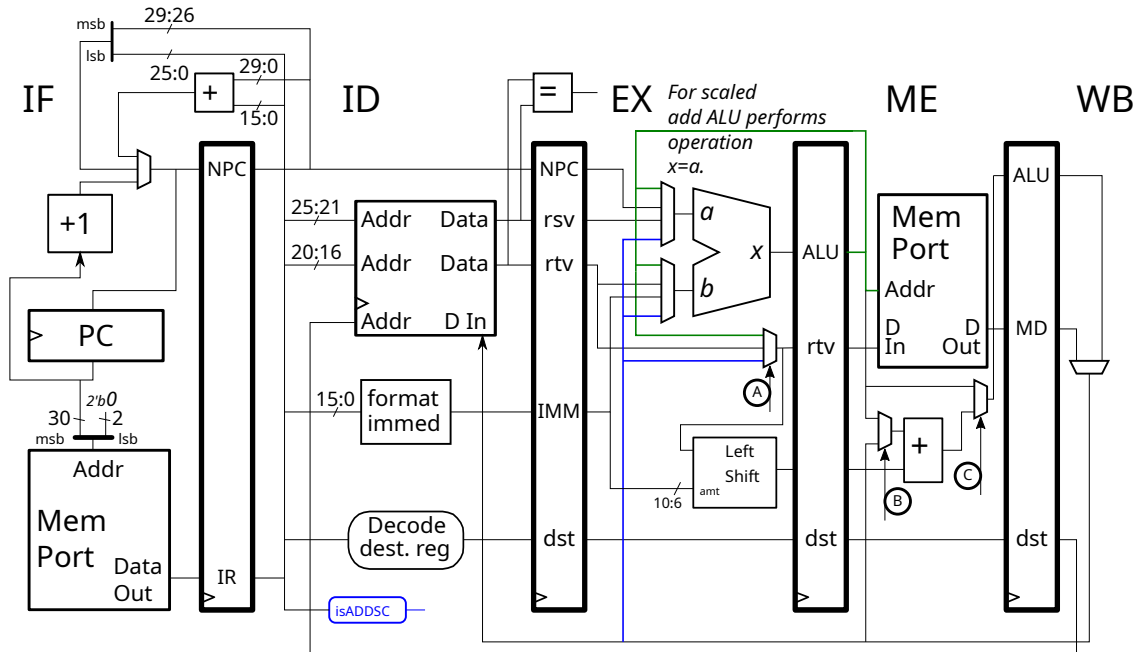 29:26
msb
lsb
25:0
29:0
15:0
+
=
IF
ID
EX
ME
WB
For scaled
add ALU performs
operation
x=a.
NPC
NPC
ALU
+1
25:21
20:16
Addr
Data
Addr
Data
Addr
D In
rsv
rtv
a
b
x
ALU
Mem
Port
Addr
D
In
D
Out
MD
PC
rtv
A
2'b0
30
2
msb
lsb
Addr
Mem
Port
Data
Out
15:0
format
immed
IMM
Left
Shift
amt
10:6
+
B
C
Decode
dest. reg
dst
dst
dst
IR
isADDSC